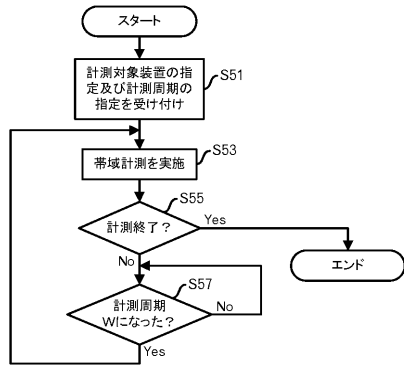 スタート
計測対象装置の指
定及び計測周期の
指定を受け付け
S51
帯域計測を実施
S53
計測終了？
S55
Yes
No
エンド
計測周期
Wになった？
S57
No
Yes